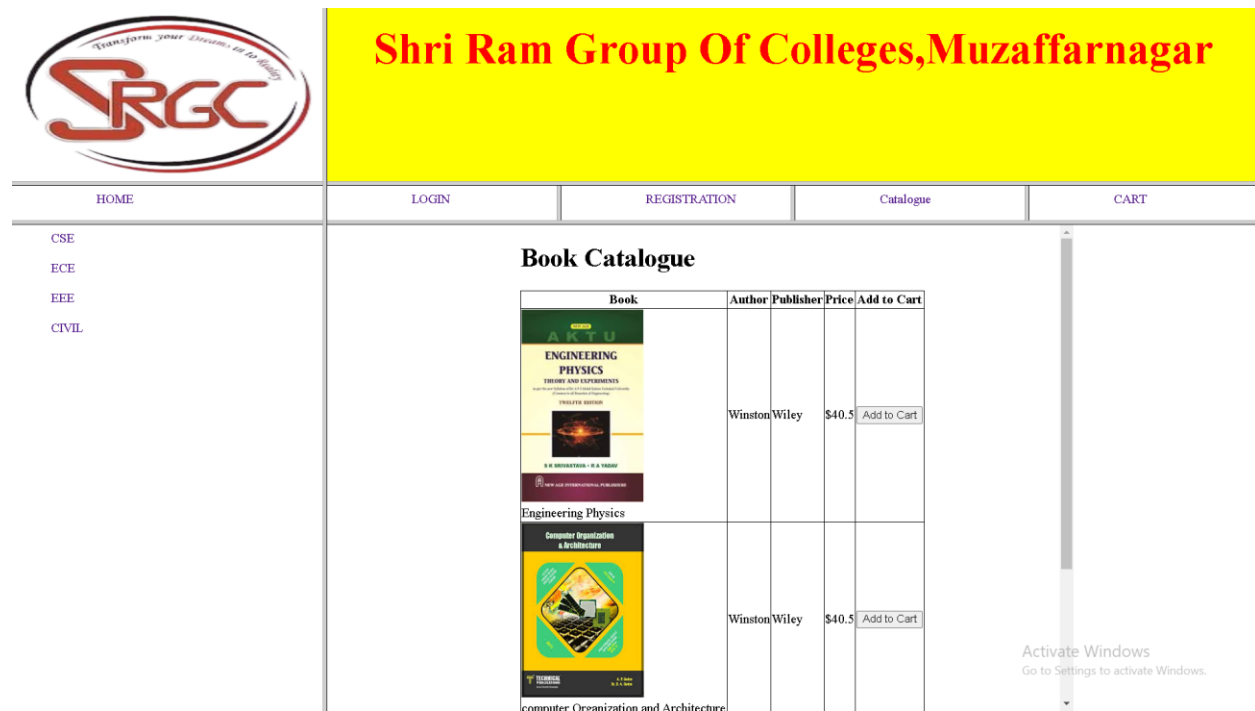 Transform your Dreams in to Reality
SRGC
Shri Ram Group Of Colleges,Muzaffarnagar
HOME
LOGIN
REGISTRATION
Catalogue
CART
CSE
ECE
EEE
CIVIL
Book Catalogue
Book Author Publisher Price Add to Cart
AKTU
ENGINEERING
PHYSICS
THEORY AND EXPERIMENTS
TWELFTH EDITION
S K SRIVASTAVA • R A YADAV
NEW AGE INTERNATIONAL PUBLISHERS
Engineering Physics
Winston Wiley $40.5 Add to Cart
Computer Organization
& Architecture
TECHNICAL
PUBLICATIONS
computer Organization and Architecture
Winston Wiley $40.5 Add to Cart
Activate Windows
Go to Settings to activate Windows.